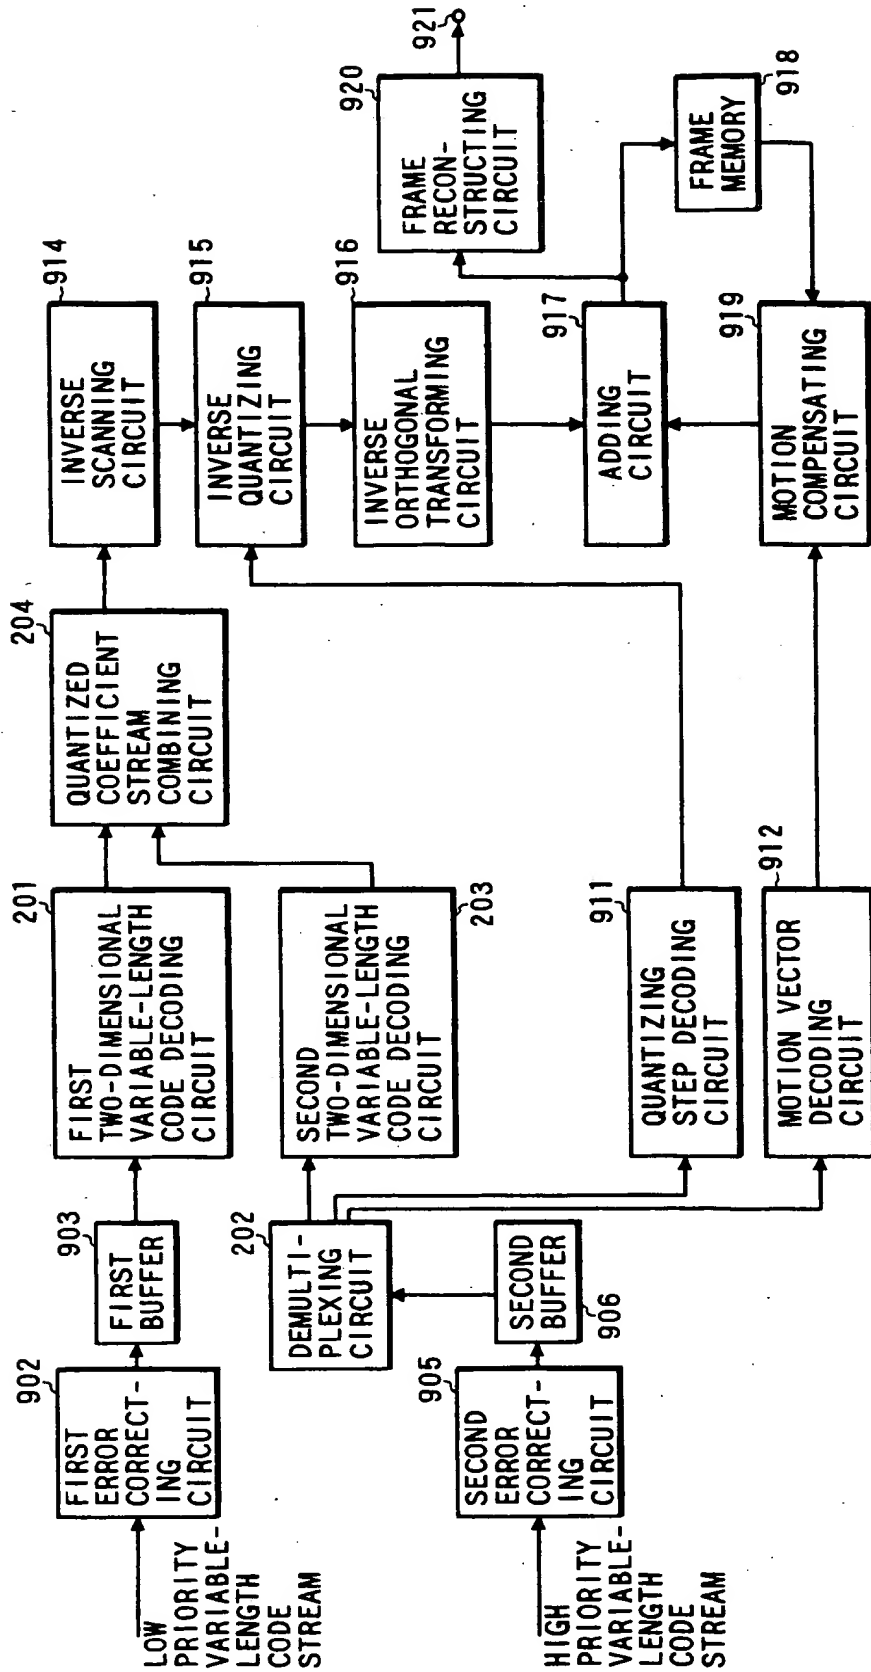 LOW
PRIORITY
VARIABLE-
LENGTH
CODE
STREAM
902
FIRST
ERROR
CORRECT-
ING
CIRCUIT
903
FIRST
BUFFER
201
FIRST
TWO-DIMENSIONAL
VARIABLE-LENGTH
CODE DECODING
CIRCUIT
204
QUANTIZED
COEFFICIENT
STREAM
COMBINING
CIRCUIT
914
INVERSE
SCANNING
CIRCUIT
915
INVERSE
QUANTIZING
CIRCUIT
916
INVERSE
ORTHOGONAL
TRANSFORMING
CIRCUIT
917
ADDING
CIRCUIT
920
FRAME
RECON-
STRUCTING
CIRCUIT
921
918
FRAME
MEMORY
919
MOTION
COMPENSATING
CIRCUIT
202
DEMULTI-
PLEXING
CIRCUIT
203
SECOND
TWO-DIMENSIONAL
VARIABLE-LENGTH
CODE DECODING
CIRCUIT
HIGH
PRIORITY
VARIABLE-
LENGTH
CODE
STREAM
905
SECOND
ERROR
CORRECT-
ING
CIRCUIT
906
SECOND
BUFFER
911
QUANTIZING
STEP DECODING
CIRCUIT
912
MOTION VECTOR
DECODING
CIRCUIT